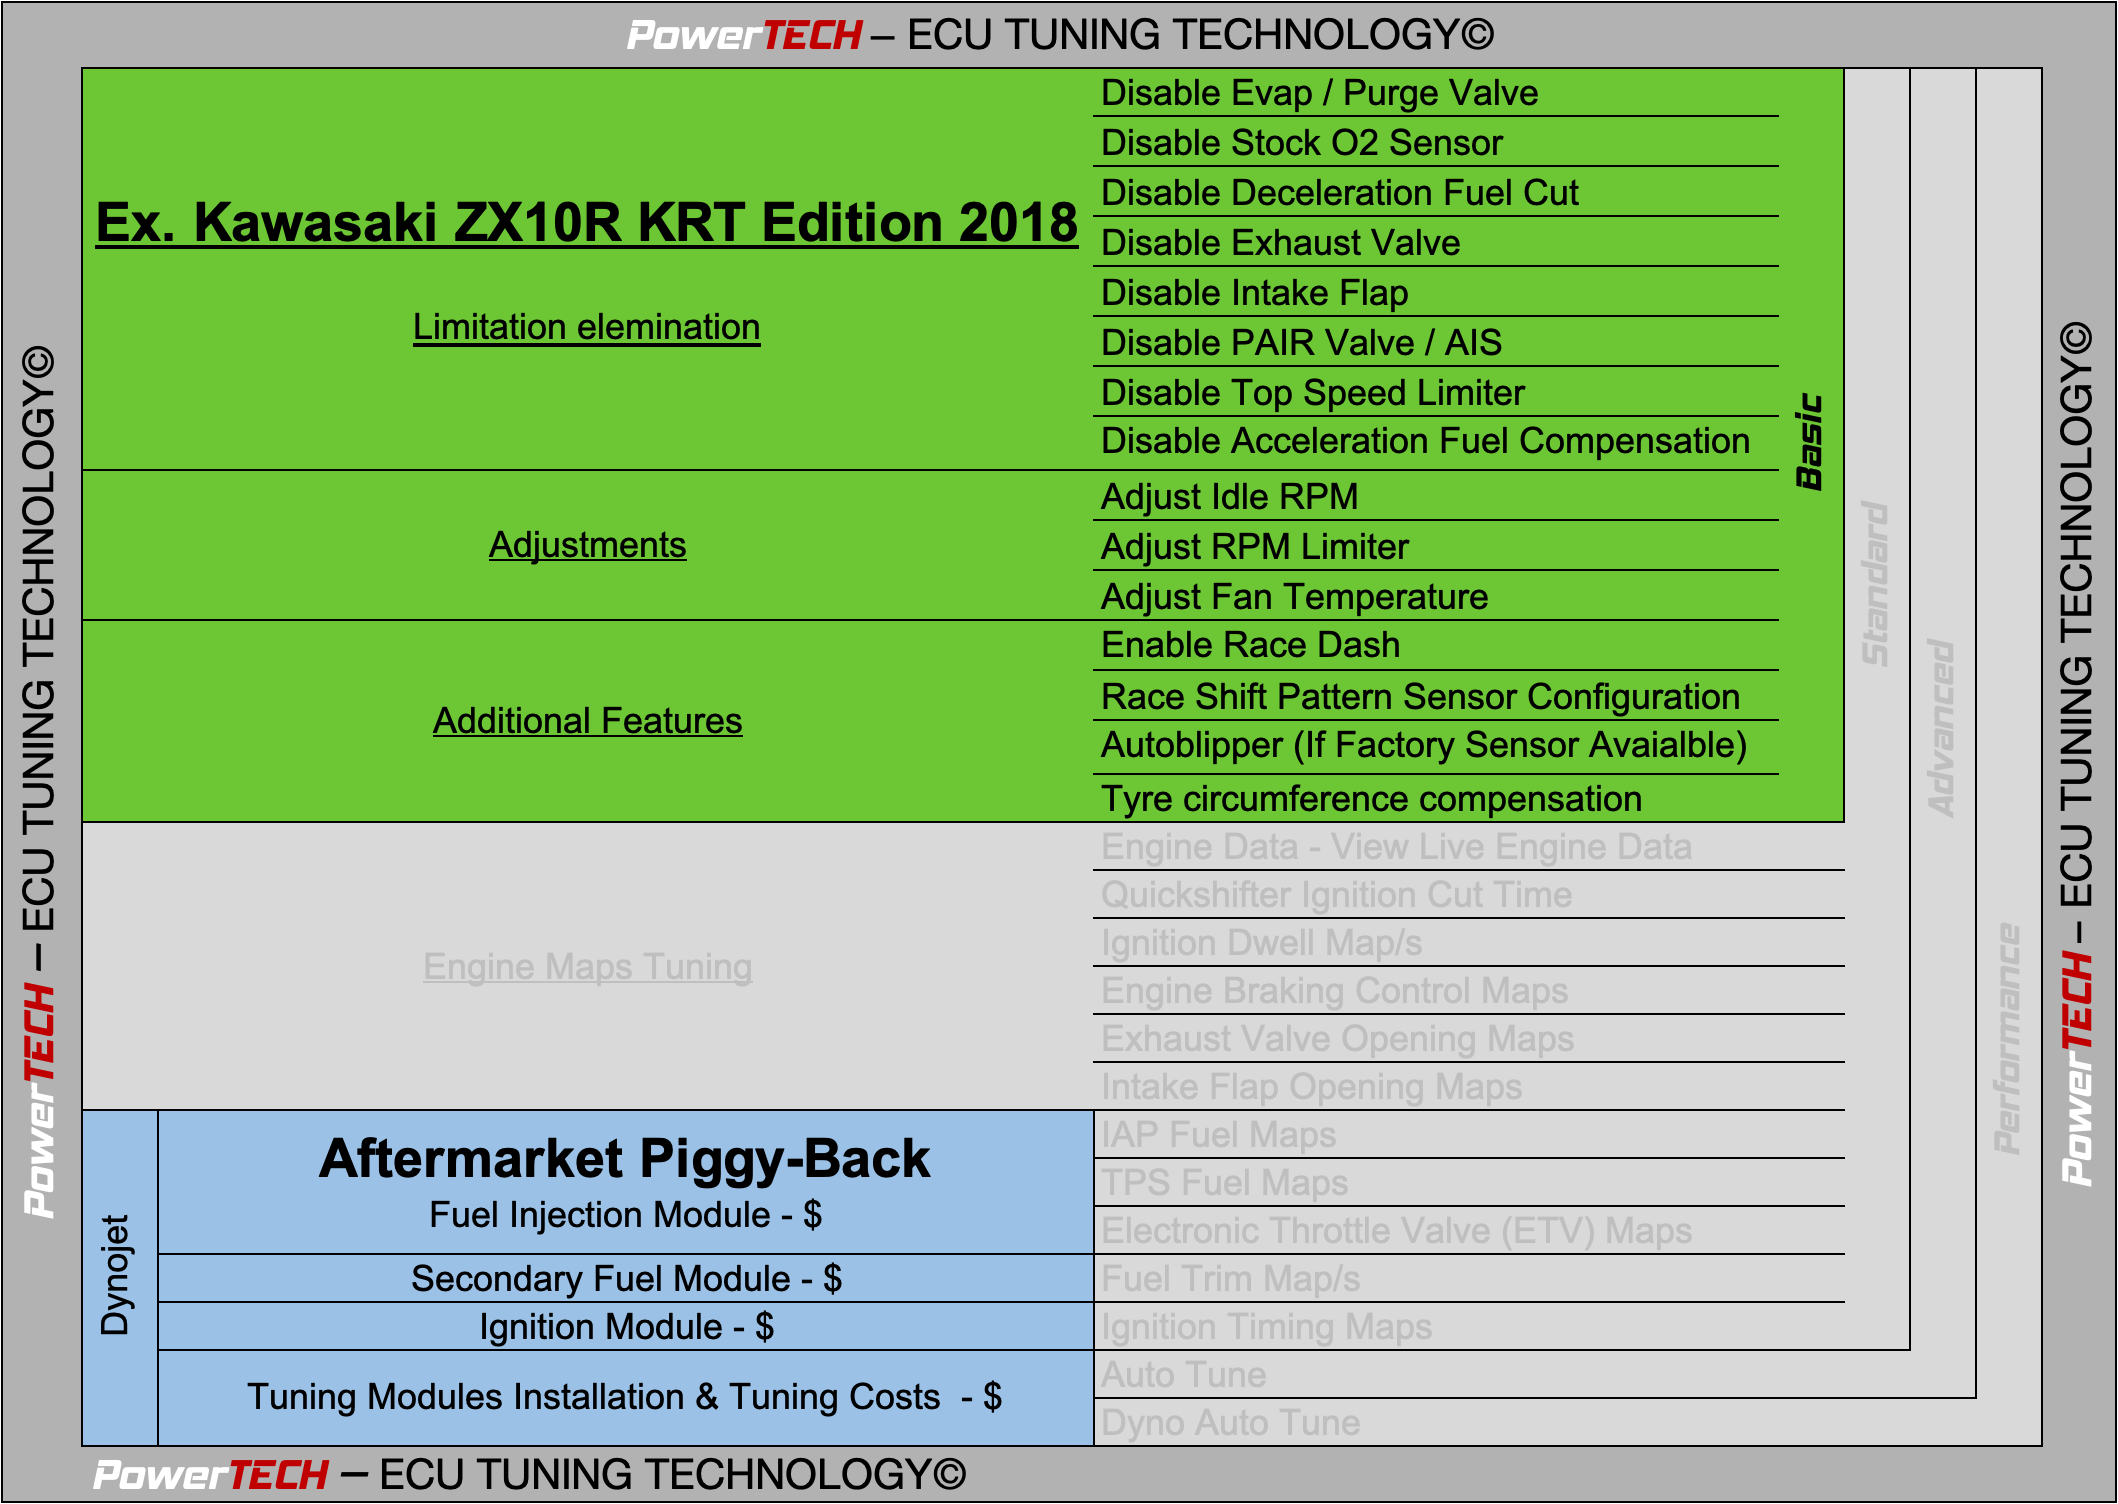 PowerTECH – ECU TUNING TECHNOLOGY©
PowerTECH – ECU TUNING TECHNOLOGY©
Ex. Kawasaki ZX10R KRT Edition 2018
Limitation elemination
Disable Evap / Purge Valve
Disable Stock O2 Sensor
Disable Deceleration Fuel Cut
Disable Exhaust Valve
Disable Intake Flap
Disable PAIR Valve / AIS
Disable Top Speed Limiter
Disable Acceleration Fuel Compensation
Adjustments
Adjust Idle RPM
Adjust RPM Limiter
Adjust Fan Temperature
Additional Features
Enable Race Dash
Race Shift Pattern Sensor Configuration
Autoblipper (If Factory Sensor Avaialble)
Tyre circumference compensation
Basic
Engine Maps Tuning
Engine Data - View Live Engine Data
Quickshifter Ignition Cut Time
Ignition Dwell Map/s
Engine Braking Control Maps
Exhaust Valve Opening Maps
Intake Flap Opening Maps
Dynojet
Aftermarket Piggy-Back
Fuel Injection Module - $
Secondary Fuel Module - $
Ignition Module - $
Tuning Modules Installation & Tuning Costs - $
IAP Fuel Maps
TPS Fuel Maps
Electronic Throttle Valve (ETV) Maps
Fuel Trim Map/s
Ignition Timing Maps
Auto Tune
Dyno Auto Tune
Standard
Advanced
Performance
PowerTECH – ECU TUNING TECHNOLOGY©
PowerTECH – ECU TUNING TECHNOLOGY©